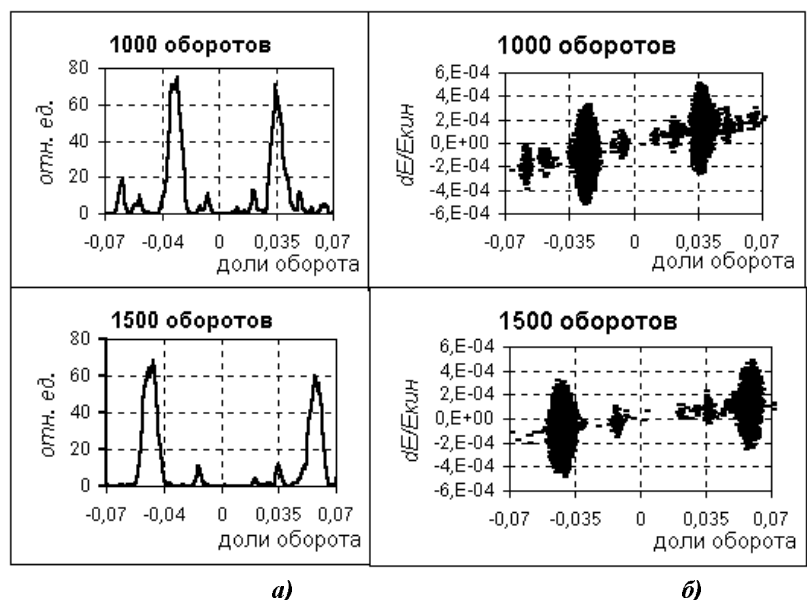 1000 оборотов
80
60
40
20
0
отн. ед.
-0,07 -0,04 0 0,035 0,07
доли оборота
1000 оборотов
6,E-04
4,E-04
2,E-04
0,E+00
-2,E-04
-4,E-04
-6,E-04
dE/Eкин
-0,07 -0,035 0 0,035 0,07
доли оборота
1500 оборотов
80
60
40
20
0
отн. ед.
-0,07 -0,04 0 0,035 0,07
доли оборота
1500 оборотов
6,E-04
4,E-04
2,E-04
0,E+00
-2,E-04
-4,E-04
-6,E-04
dE/Eкин
-0,07 -0,035 0 0,035 0,07
доли оборота
а) б)